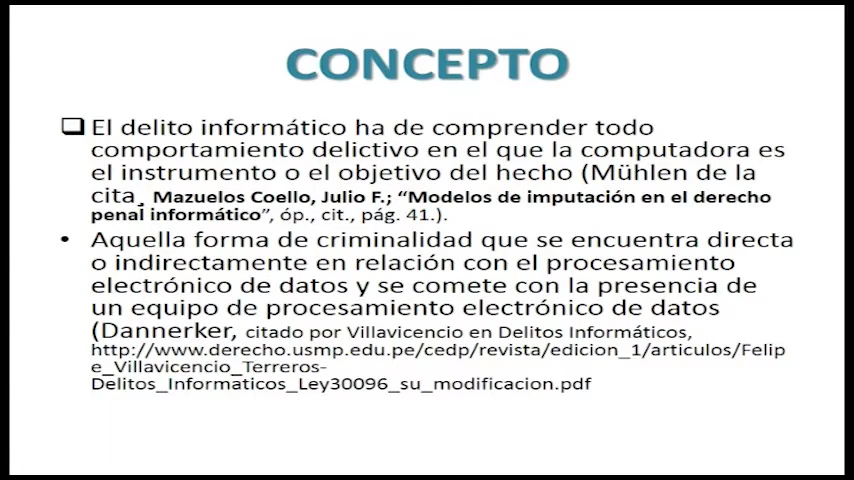 CONCEPTO
❑ El delito informático ha de comprender todo
comportamiento delictivo en el que la computadora es
el instrumento o el objetivo del hecho (Mühlen de la
cita. Mazuelos Coello, Julio F.; “Modelos de imputación en el derecho
penal informático”, óp., cit., pág. 41.).
• Aquella forma de criminalidad que se encuentra directa
o indirectamente en relación con el procesamiento
electrónico de datos y se comete con la presencia de
un equipo de procesamiento electrónico de datos
(Dannerker, citado por Villavicencio en Delitos Informáticos,
http://www.derecho.usmp.edu.pe/cedp/revista/edicion_1/articulos/Felip
e_Villavicencio_Terreros-
Delitos_Informaticos_Ley30096_su_modificacion.pdf